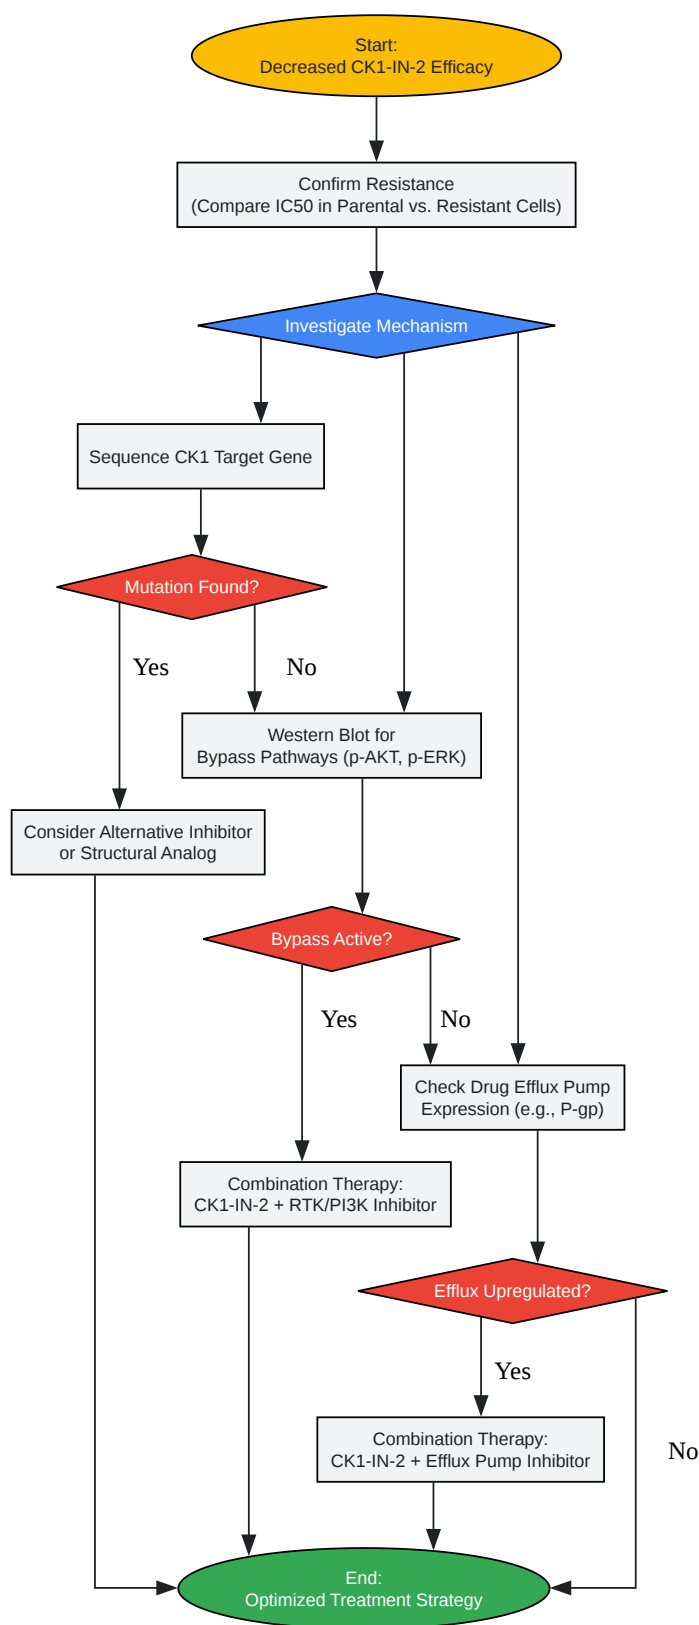 Start:
Decreased CK1-IN-2 Efficacy
Confirm Resistance
(Compare IC50 in Parental vs. Resistant Cells)
Investigate Mechanism
Sequence CK1 Target Gene
Mutation Found?
Yes
No
Western Blot for
Bypass Pathways (p-AKT, p-ERK)
Consider Alternative Inhibitor
or Structural Analog
Bypass Active?
Yes
No
Check Drug Efflux Pump
Expression (e.g., P-gp)
Combination Therapy:
CK1-IN-2 + RTK/PI3K Inhibitor
Efflux Upregulated?
Yes
No
Combination Therapy:
CK1-IN-2 + Efflux Pump Inhibitor
End:
Optimized Treatment Strategy